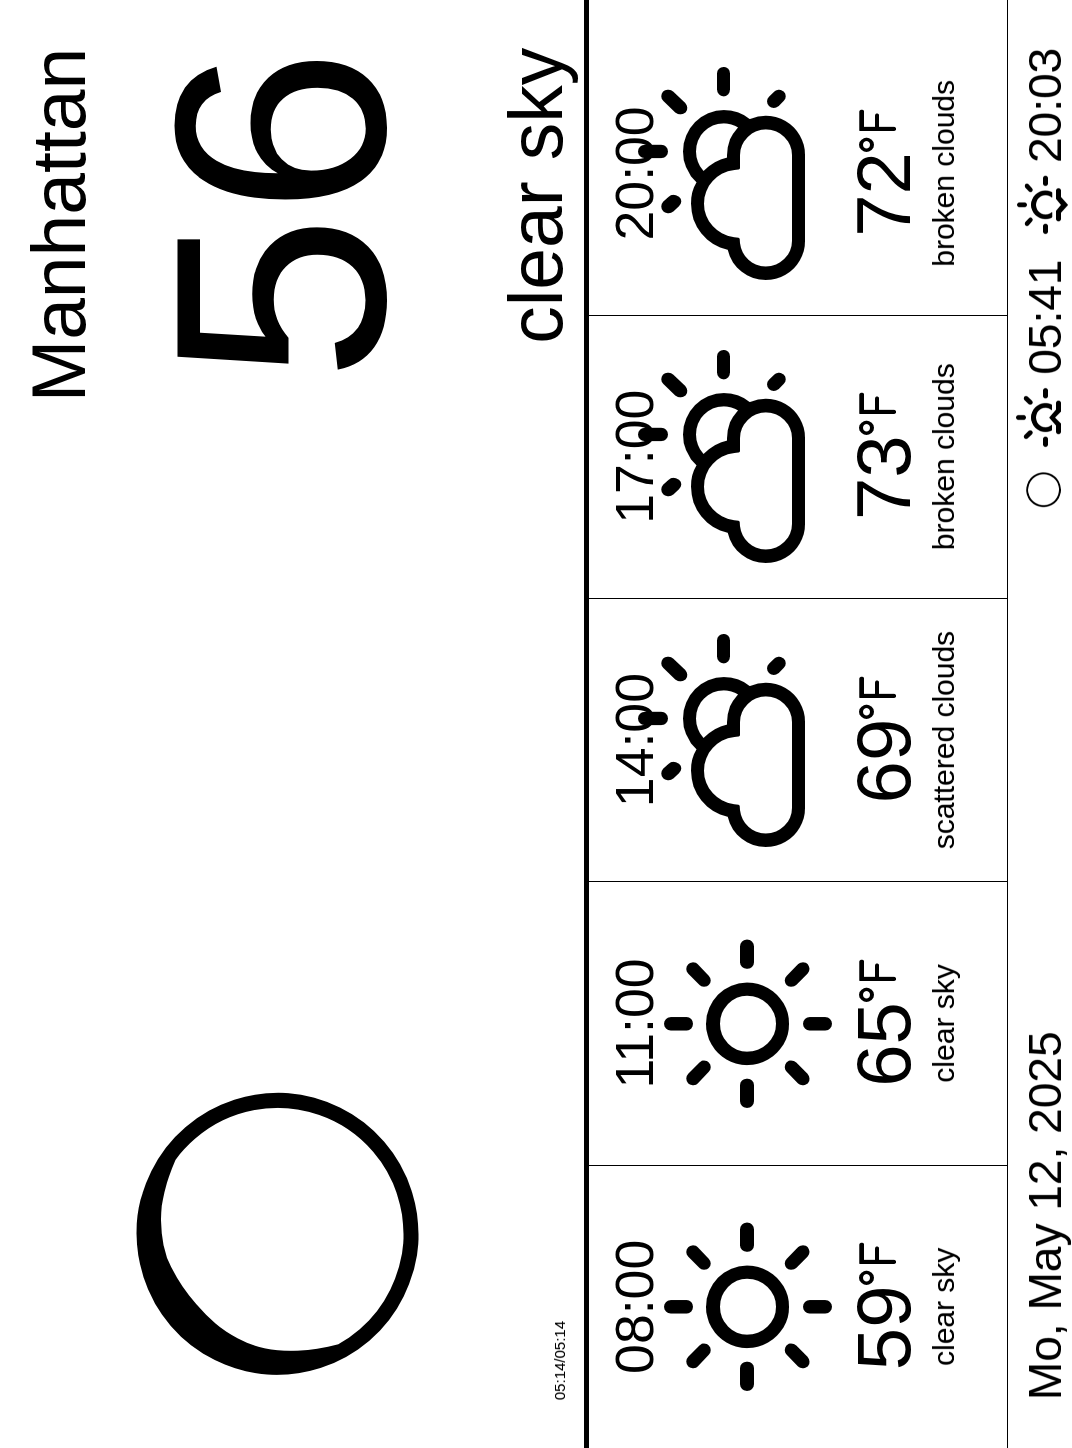 Manhattan
56
clear sky
05:14/05:14
08:00
59°F
clear sky
11:00
65°F
clear sky
14:00
69°F
scattered clouds
17:00
73°F
broken clouds
20:00
72°F
broken clouds
Mo, May 12, 2025
05:41
20:03